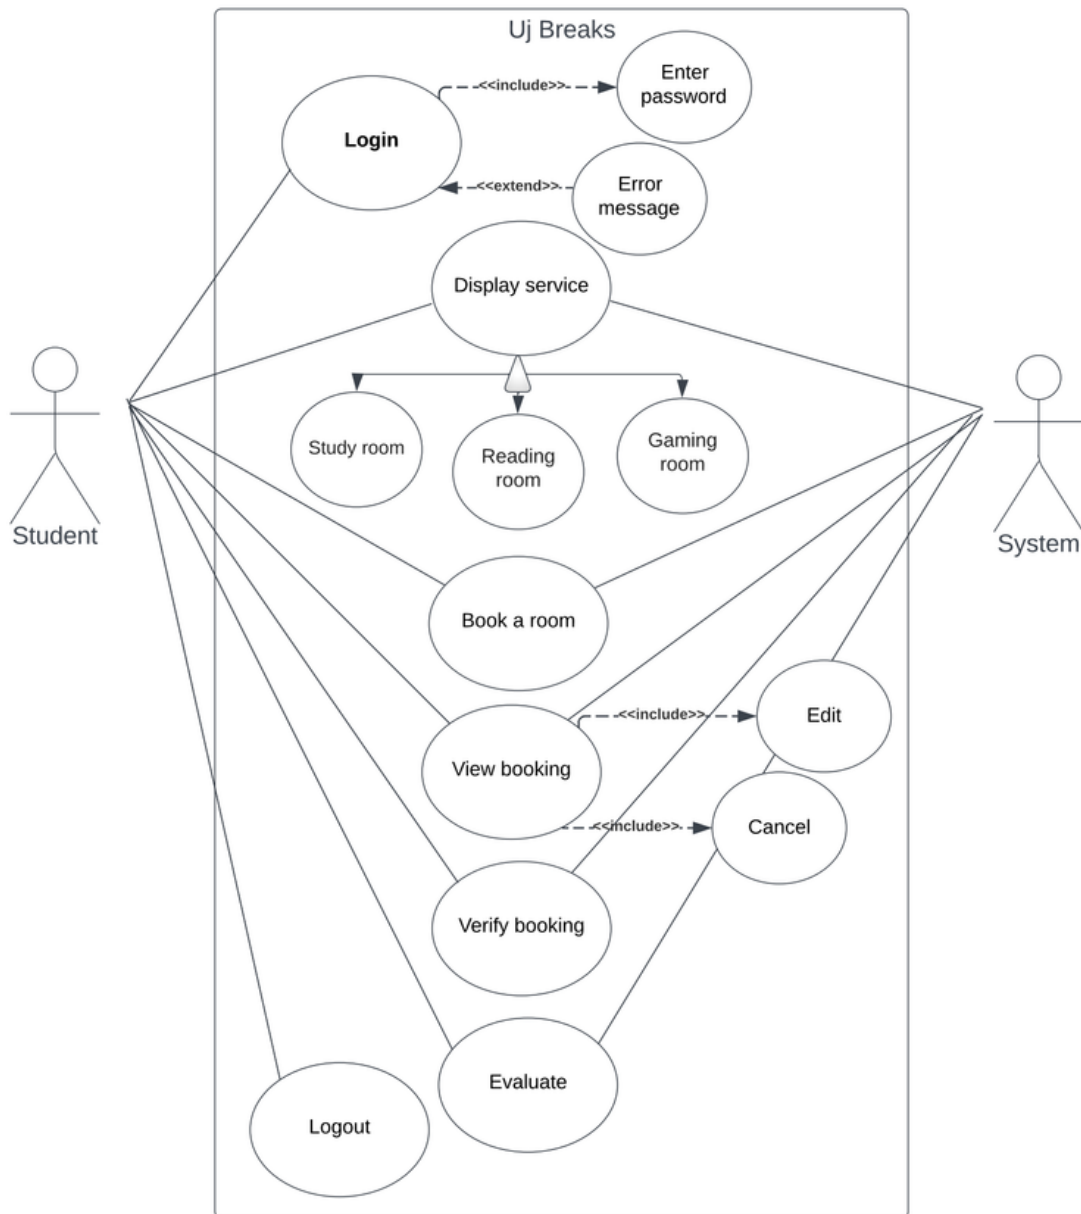 Uj Breaks
Enter
password
<<include>>
Login
<<extend>>
Error
message
Display service
Study room
Reading
room
Gaming
room
Student
System
Book a room
<<include>>
Edit
View booking
<<include>>
Cancel
Verify booking
Evaluate
Logout